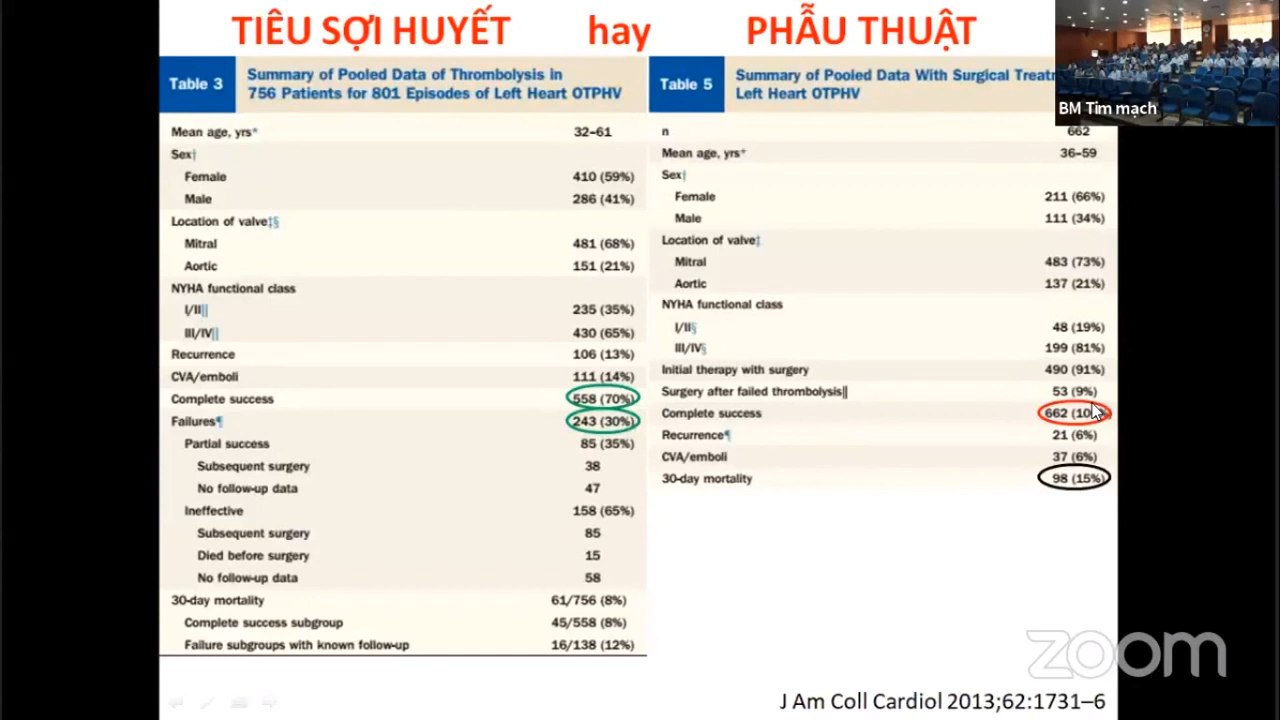 TIÊU SỢI HUYẾT hay PHẪU THUẬT
BM Tim mạch
Table 3
Summary of Pooled Data of Thrombolysis in
756 Patients for 801 Episodes of Left Heart OTPHV
Mean age, yrs* 32–61
Sex†
Female 410 (59%)
Male 286 (41%)
Location of valve‡§
Mitral 481 (68%)
Aortic 151 (21%)
NYHA functional class
I/II|| 235 (35%)
III/IV|| 430 (65%)
Recurrence 106 (13%)
CVA/emboli 111 (14%)
Complete success 558 (70%)
Failures¶ 243 (30%)
Partial success 85 (35%)
Subsequent surgery 38
No follow-up data 47
Ineffective 158 (65%)
Subsequent surgery 85
Died before surgery 15
No follow-up data 58
30-day mortality 61/756 (8%)
Complete success subgroup 45/558 (8%)
Failure subgroups with known follow-up 16/138 (12%)
Table 5
Summary of Pooled Data With Surgical
Left Heart OTPHV
n 662
Mean age, yrs* 36–59
Sex†
Female 211 (66%)
Male 111 (34%)
Location of valve‡
Mitral 483 (73%)
Aortic 137 (21%)
NYHA functional class
I/II§ 48 (19%)
III/IV§ 199 (81%)
Initial therapy with surgery 490 (91%)
Surgery after failed thrombolysis|| 53 (9%)
Complete success 662
Recurrence¶ 21 (6%)
CVA/emboli 37 (6%)
30-day mortality 98 (15%)
zoom
J Am Coll Cardiol 2013;62:1731–6